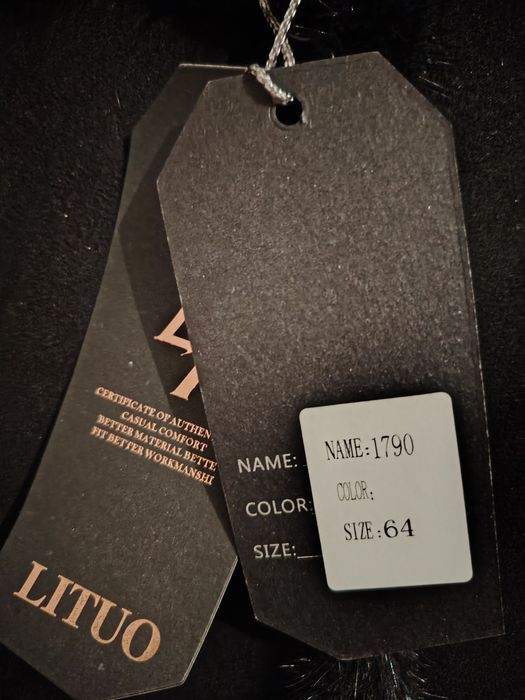 CERTIFICATE OF AUTHEN
CASUAL COMFORT
BETTER MATERIAL BETTE
FIT BETTER WORKMANSHI
LITUO
NAME:
COLOR:
SIZE:
NAME:1790
COLOR:
SIZE:64